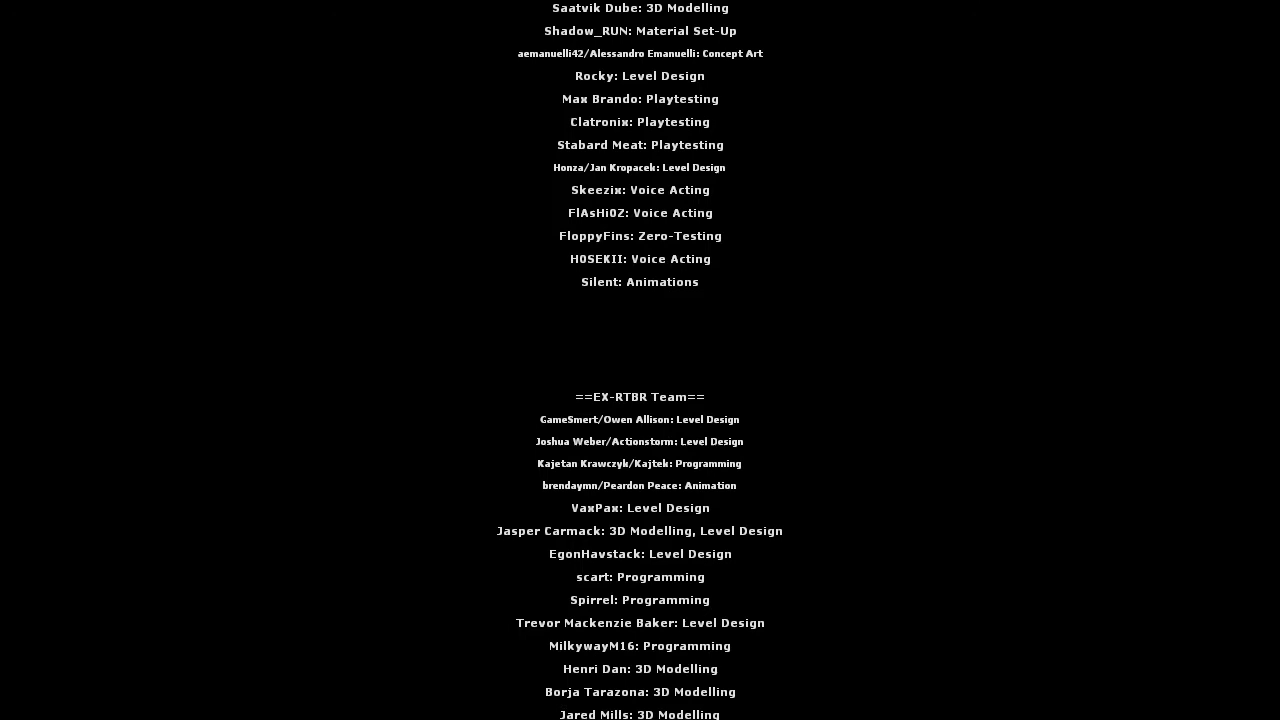 Saatvik Dube: 3D Modelling
Shadow_RUN: Material Set-Up
aemanuelli42/Alessandro Emanuelli: Concept Art
Rocky: Level Design
Max Brando: Playtesting
Clatronix: Playtesting
Stabard Meat: Playtesting
Honza/Jan Kropacek: Level Design
Skeezix: Voice Acting
FlAsHi0Z: Voice Acting
FloppyFins: Zero-Testing
H0SEKII: Voice Acting
Silent: Animations
==EX-RTBR Team==
GameSmert/Owen Allison: Level Design
Joshua Weber/Actionstorm: Level Design
Kajetan Krawczyk/Kajtek: Programming
brendaymn/Peardon Peace: Animation
VaxPax: Level Design
Jasper Carmack: 3D Modelling, Level Design
EgonHavstack: Level Design
scart: Programming
Spirrel: Programming
Trevor Mackenzie Baker: Level Design
MilkywayM16: Programming
Henri Dan: 3D Modelling
Borja Tarazona: 3D Modelling
Jared Mills: 3D Modelling